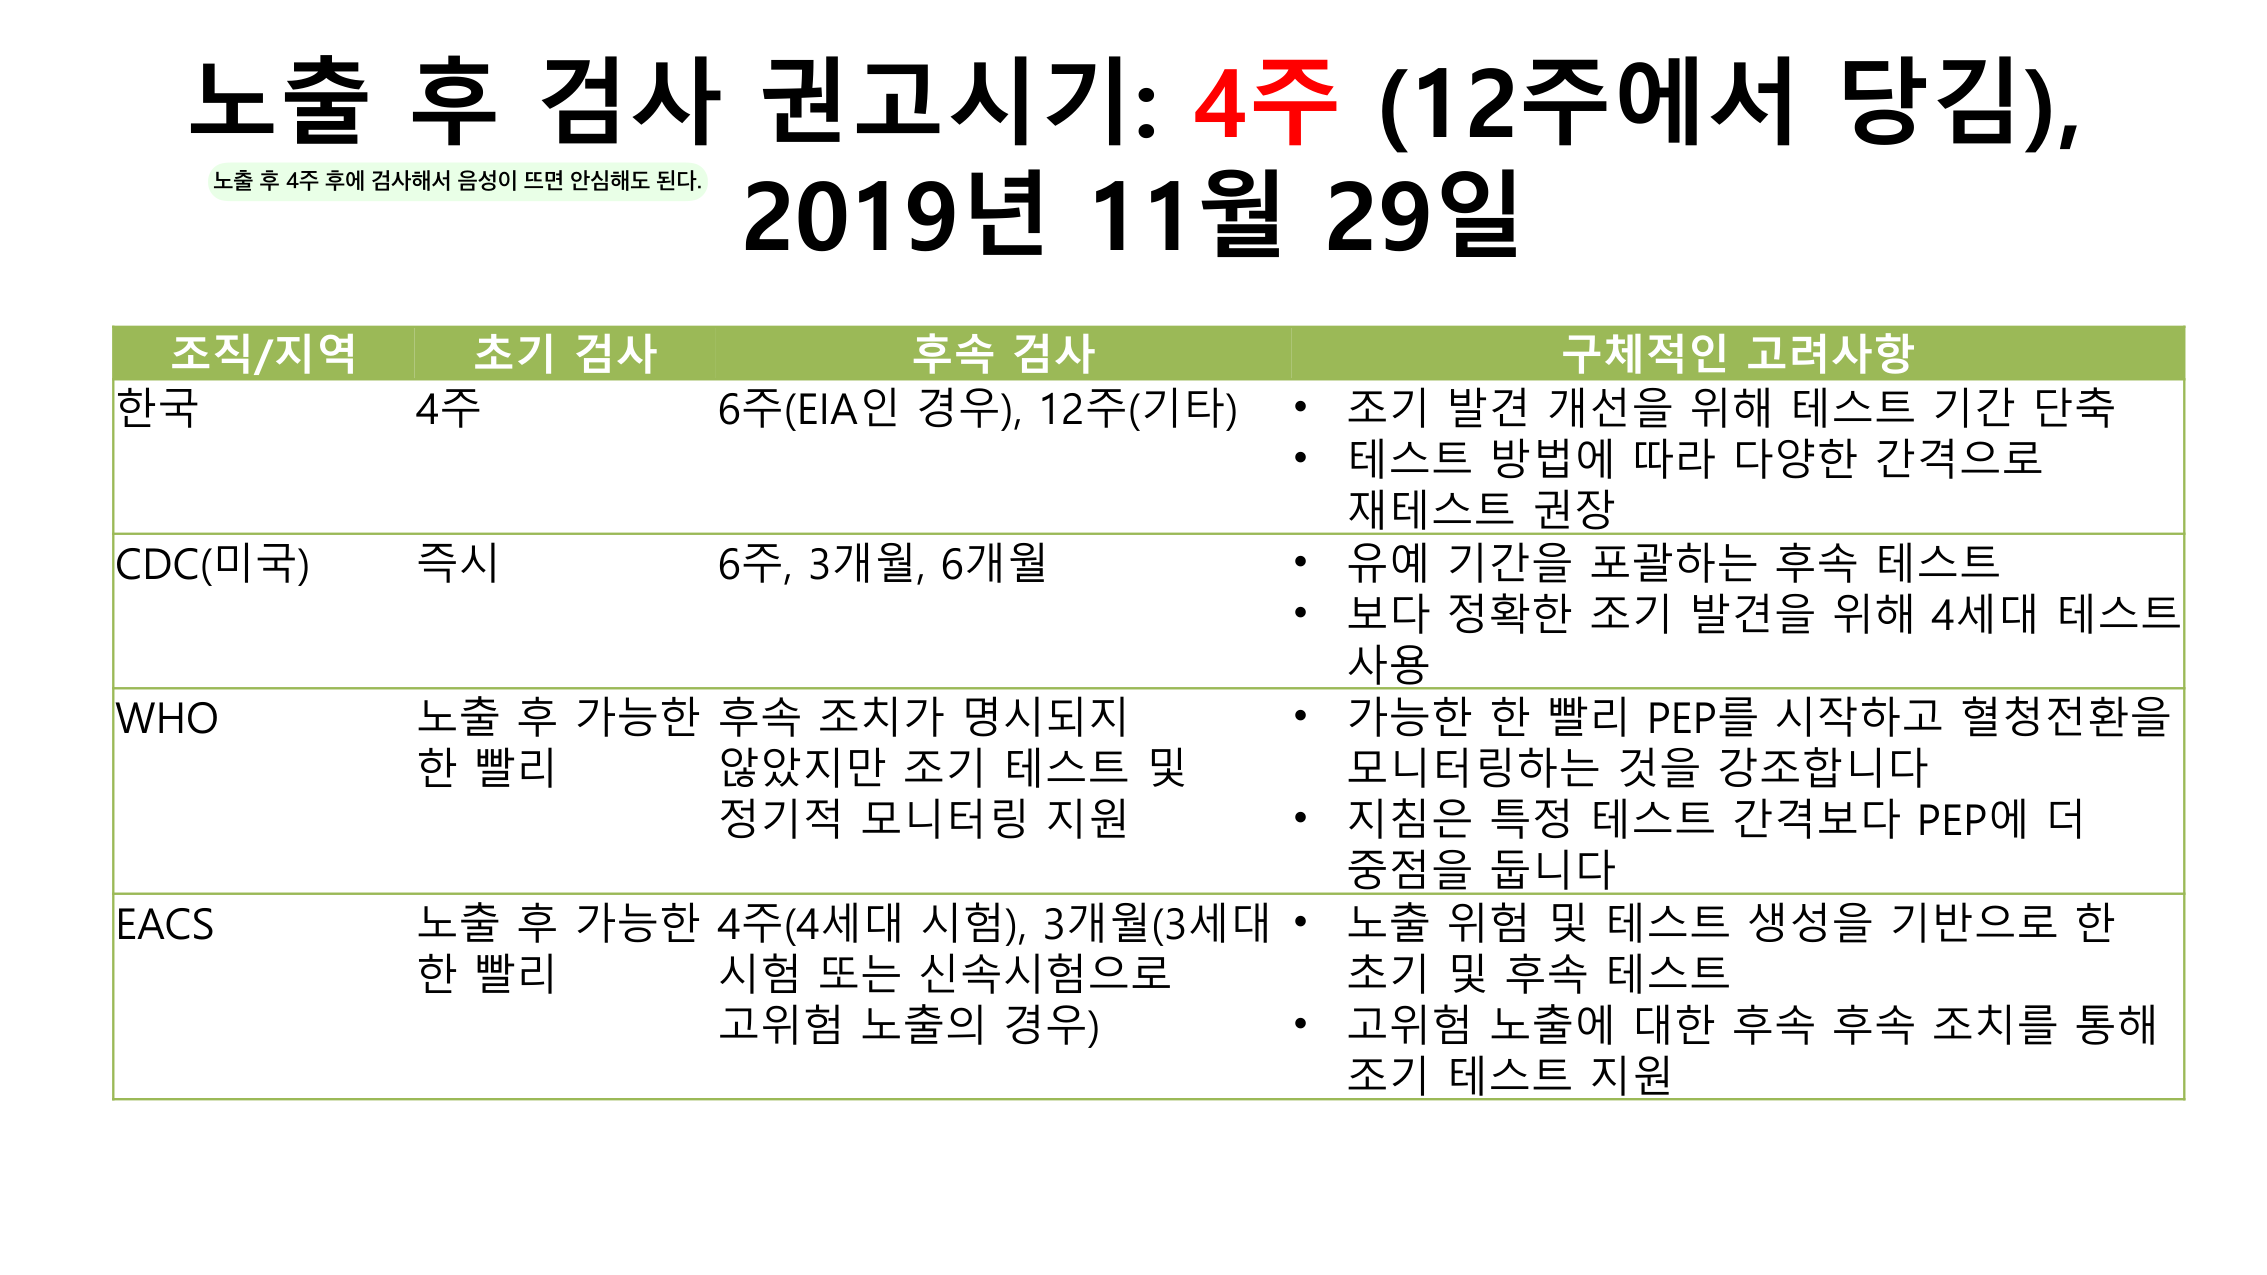 노출 후 검사 권고시기: 4주 (12주에서 당김),
노출 후 4주 후에 검사해서 음성이 뜨면 안심해도 된다.
2019년 11월 29일
조직/지역 초기 검사 후속 검사 구체적인 고려사항
한국 4주 6주(EIA인 경우), 12주(기타) • 조기 발견 개선을 위해 테스트 기간 단축
• 테스트 방법에 따라 다양한 간격으로
재테스트 권장
CDC(미국) 즉시 6주, 3개월, 6개월 • 유예 기간을 포괄하는 후속 테스트
• 보다 정확한 조기 발견을 위해 4세대 테스트
사용
WHO 노출 후 가능한 후속 조치가 명시되지 • 가능한 한 빨리 PEP를 시작하고 혈청전환을
한 빨리 않았지만 조기 테스트 및 모니터링하는 것을 강조합니다
정기적 모니터링 지원 • 지침은 특정 테스트 간격보다 PEP에 더
중점을 둡니다
EACS 노출 후 가능한 4주(4세대 시험), 3개월(3세대 • 노출 위험 및 테스트 생성을 기반으로 한
한 빨리 시험 또는 신속시험으로 초기 및 후속 테스트
고위험 노출의 경우) • 고위험 노출에 대한 후속 후속 조치를 통해
조기 테스트 지원